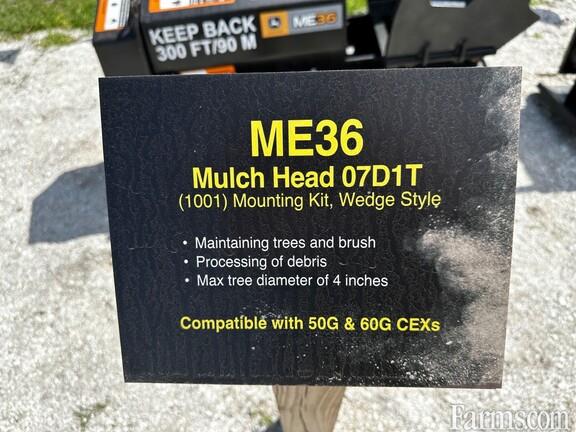 KEEP BACK
300 FT/90 M
ME36
ME36
Mulch Head 07D1T
(1001) Mounting Kit, Wedge Style
• Maintaining trees and brush
• Processing of debris
• Max tree diameter of 4 inches
Compatible with 50G & 60G CEXs
Farms.com